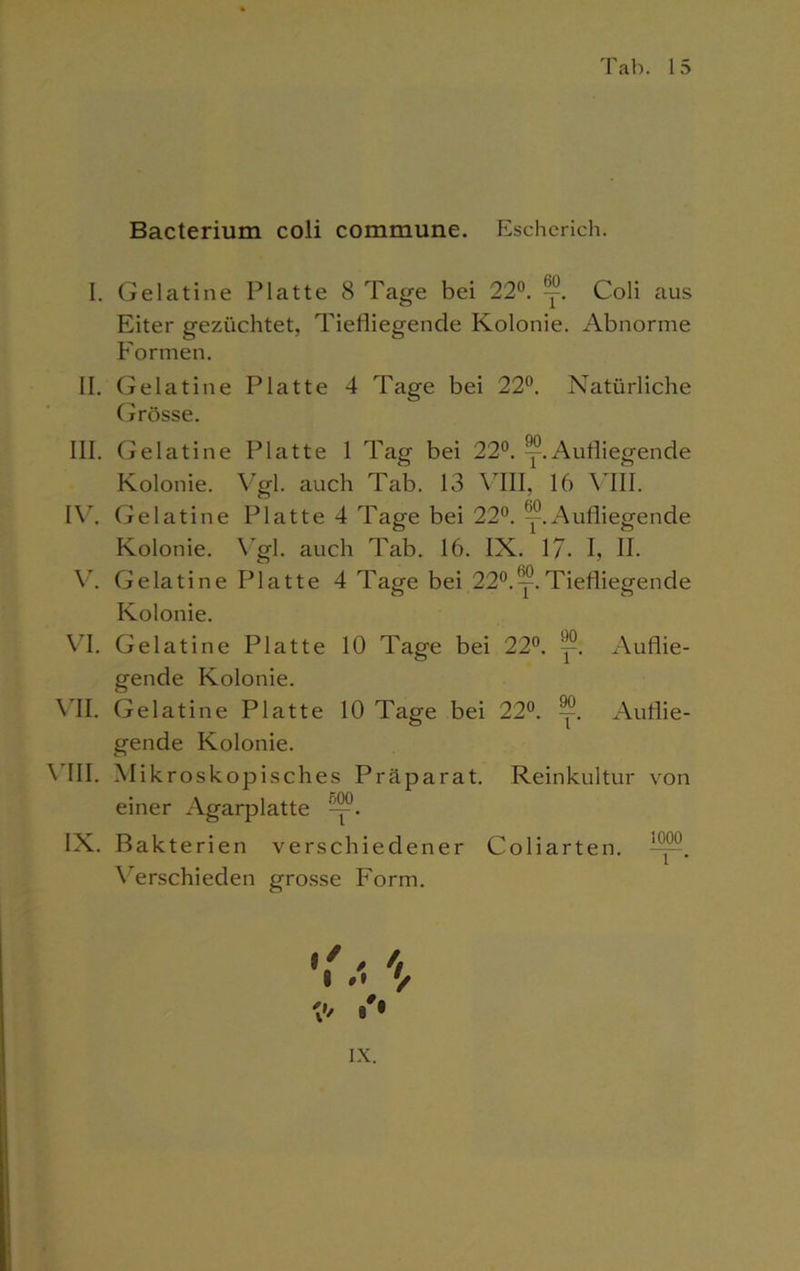 Tab. 15
Bacterium coli commune. Escherich.
I. Gelatine Platte 8 Tage bei 22⁰. 60/1. Coli aus
Eiter gezüchtet, Tiefliegende Kolonie. Abnorme
Formen.
II. Gelatine Platte 4 Tage bei 22⁰. Natürliche
Grösse.
III. Gelatine Platte 1 Tag bei 22⁰. 90/1. Aufliegende
Kolonie. Vgl. auch Tab. 13 VIII, 16 VIII.
IV. Gelatine Platte 4 Tage bei 22⁰. 60/1. Aufliegende
Kolonie. Vgl. auch Tab. 16. IX. 17. I, II.
V. Gelatine Platte 4 Tage bei 22⁰. 60/1. Tiefliegende
Kolonie.
VI. Gelatine Platte 10 Tage bei 22⁰. 90/1. Auflie-
gende Kolonie.
VII. Gelatine Platte 10 Tage bei 22⁰. 90/1. Auflie-
gende Kolonie.
VIII. Mikroskopisches Präparat. Reinkultur von
einer Agarplatte 500/1.
IX. Bakterien verschiedener Coliarten. 1000/1.
Verschieden grosse Form.
IX.